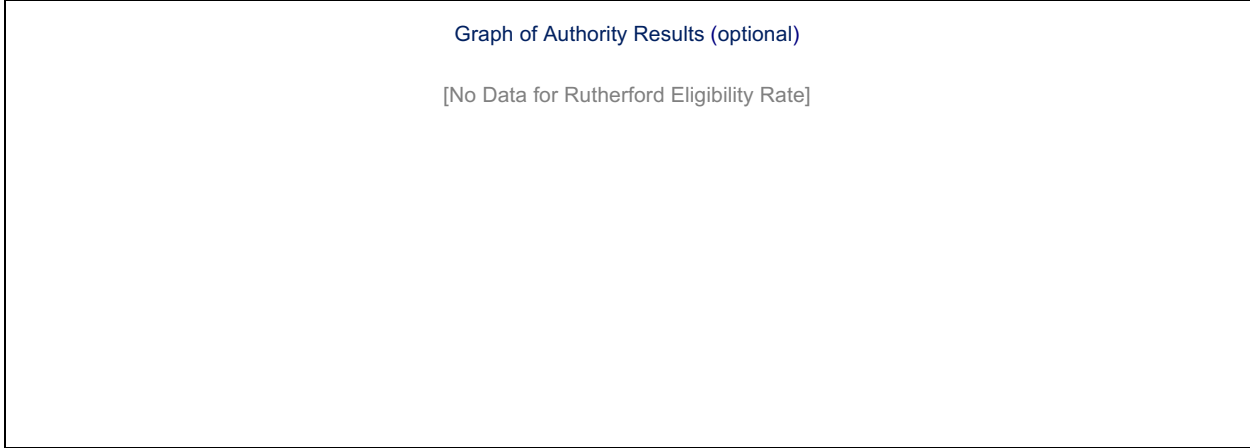 Graph of Authority Results (optional)
[No Data for Rutherford Eligibility Rate]